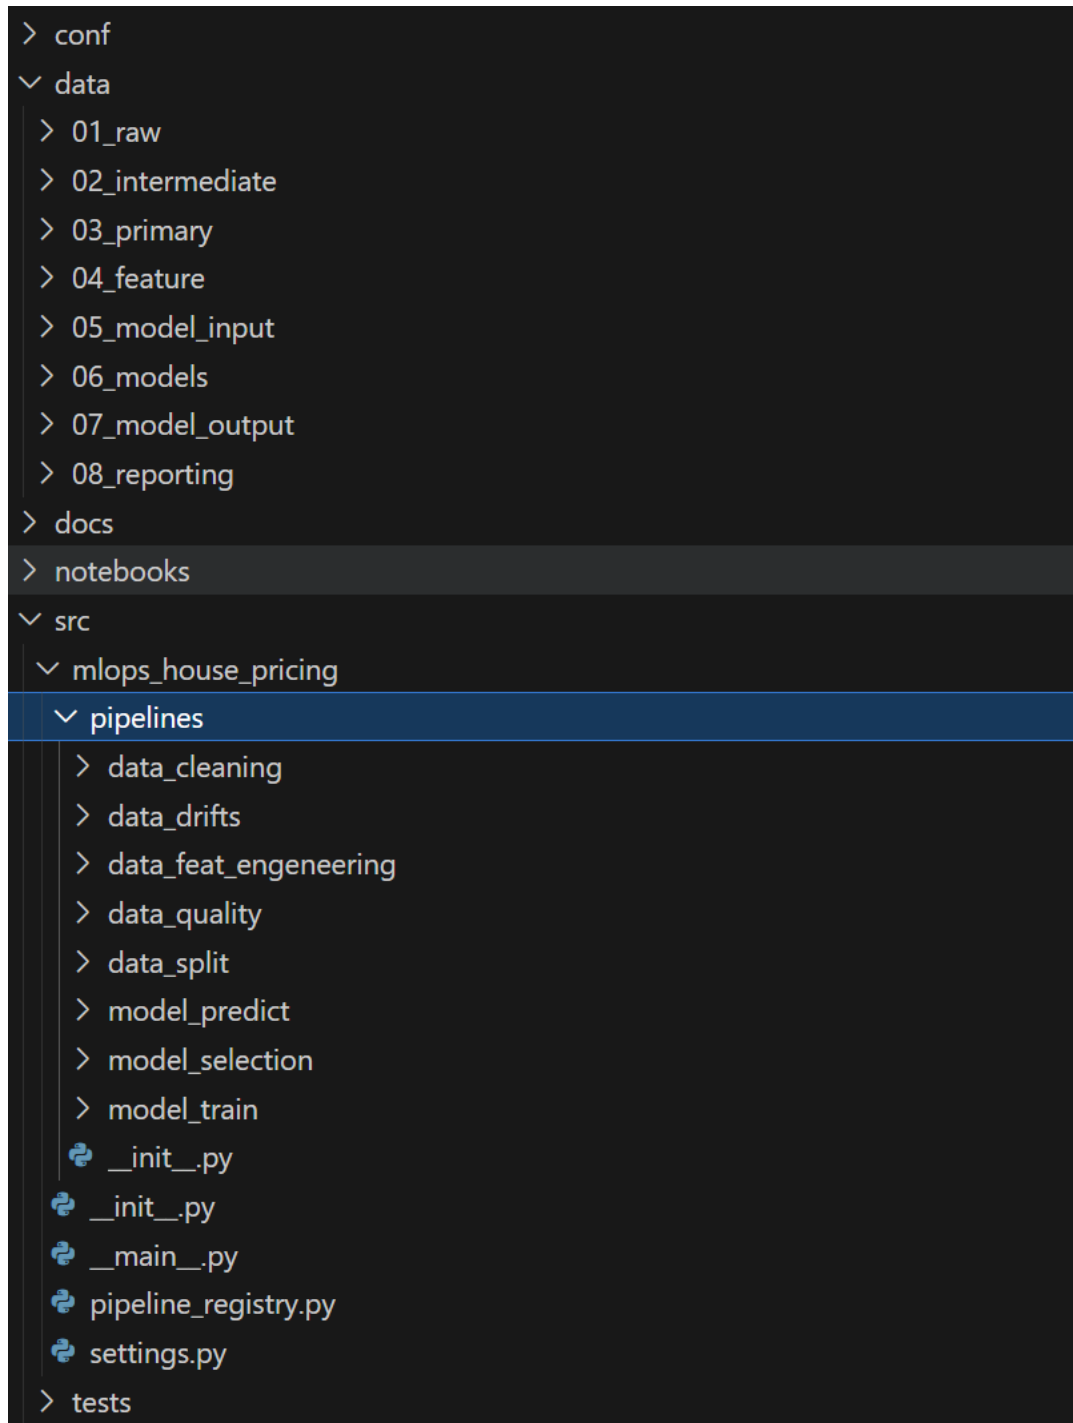 conf
data
01_raw
02_intermediate
03_primary
04_feature
05_model_input
06_models
07_model_output
08_reporting
docs
notebooks
src
mlops_house_pricing
pipelines
data_cleaning
data_drifts
data_feat_engeneering
data_quality
data_split
model_predict
model_selection
model_train
__init__.py
__init__.py
__main__.py
pipeline_registry.py
settings.py
tests